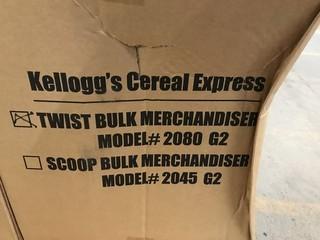 Kellogg's Cereal Express
TWIST BULK MERCHANDISER
MODEL# 2080 G2
SCOOP BULK MERCHANDISER
MODEL# 2045 G2